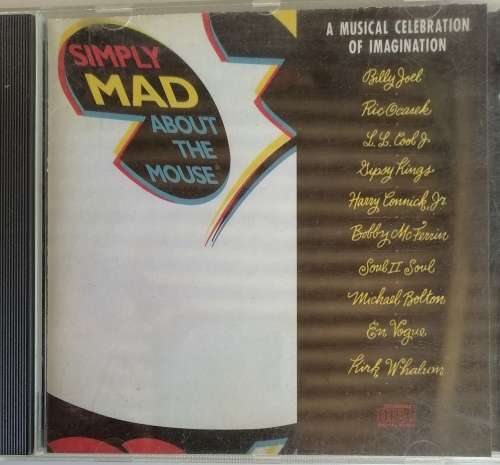 SIMPLY
MAD
ABOUT
THE
MOUSE
A MUSICAL CELEBRATION
OF IMAGINATION
Billy Joel
Ric Ocasek
L.L. Cool J
Gipsy Kings
Harry Connick, Jr.
Bobby McFerrin
Soul II Soul
Michael Bolton
En Vogue
Kirk Whalum